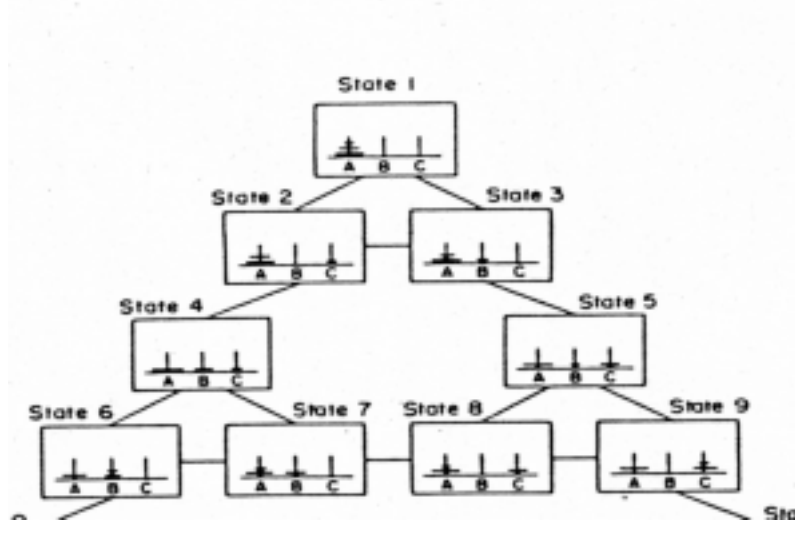 State 1
A B C
State 2 State 3
A B C A B C
State 4 State 5
A B C A B C
State 6 State 7 State 8 State 9
A B C A B C A B C A B C